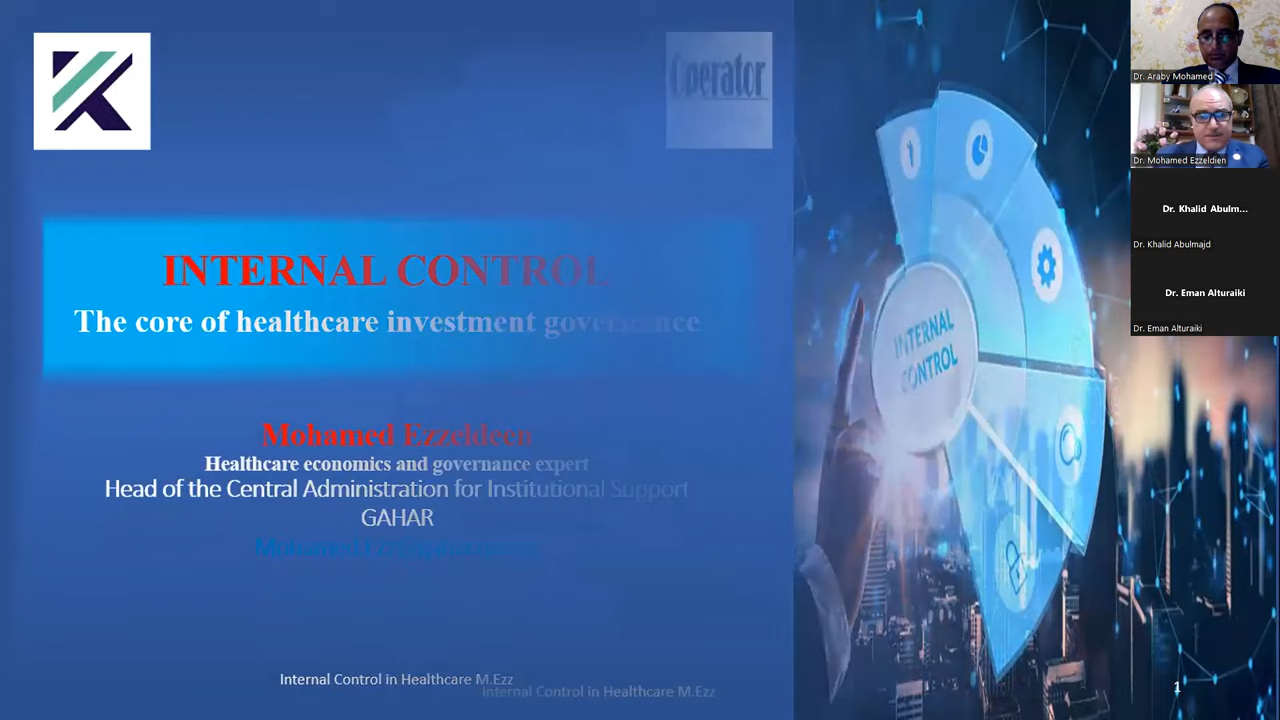 Operator
INTERNAL CONTROL
The core of healthcare investment governance
Mohamed Ezzeldeen
Healthcare economics and governance expert
Head of the Central Administration for Institutional Support
GAHAR
Internal Control in Healthcare M.Ezz
Internal Control in Healthcare M.Ezz
INTERNAL
CONTROL
1
Dr. Araby Mohamed
Dr. Mohamed Ezzeldien
Dr. Khalid Abulm...
Dr. Khalid Abulmajd
Dr. Eman Alturaiki
Dr. Eman Alturaiki